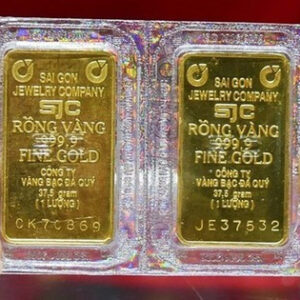 SAI GON
JEWELRY COMPANY
SJC
RỒNG VÀNG
999.9
FINE GOLD
CÔNG TY
VÀNG BẠC ĐÁ QUÝ
37.5 gram
(1 LƯỢNG)
CK7C869
SAI GON
JEWELRY COMPANY
SJC
RỒNG VÀNG
999.9
FINE GOLD
CÔNG TY
VÀNG BẠC ĐÁ QUÝ
37.5 gram
(1 LƯỢNG)
JE37532